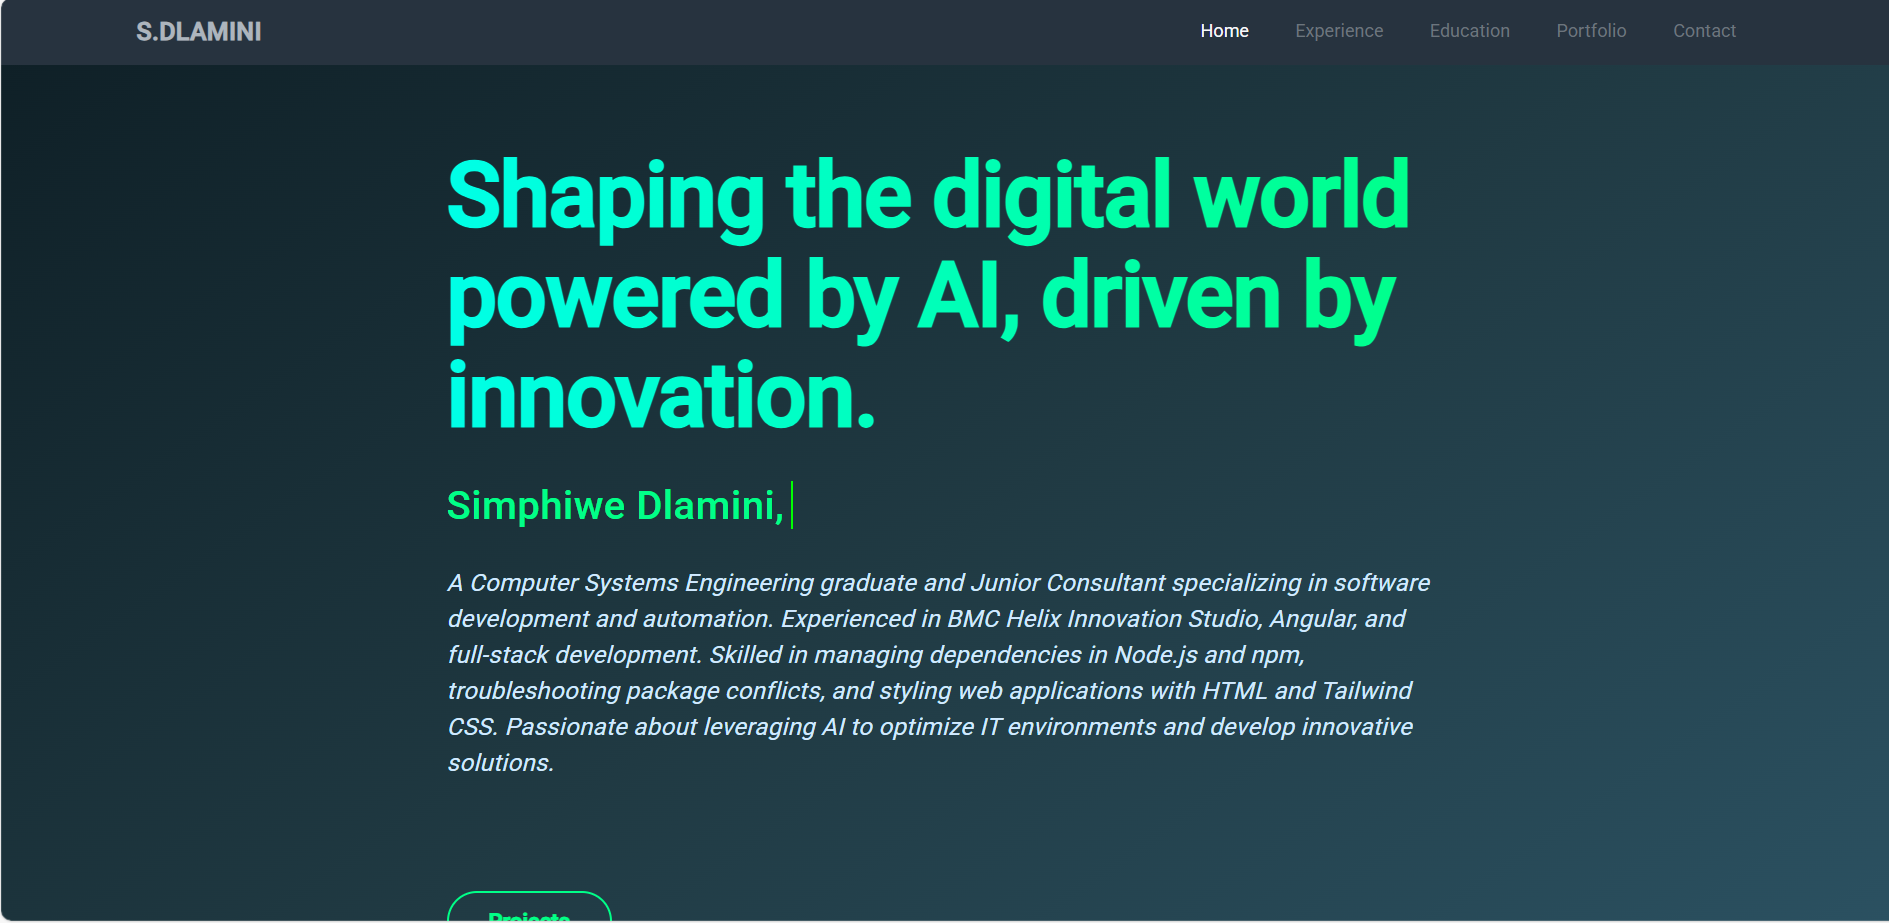 S.DLAMINI
Home Experience Education Portfolio Contact
Shaping the digital world
powered by AI, driven by
innovation.
Simphiwe Dlamini,
A Computer Systems Engineering graduate and Junior Consultant specializing in software
development and automation. Experienced in BMC Helix Innovation Studio, Angular, and
full-stack development. Skilled in managing dependencies in Node.js and npm,
troubleshooting package conflicts, and styling web applications with HTML and Tailwind
CSS. Passionate about leveraging AI to optimize IT environments and develop innovative
solutions.
Projects